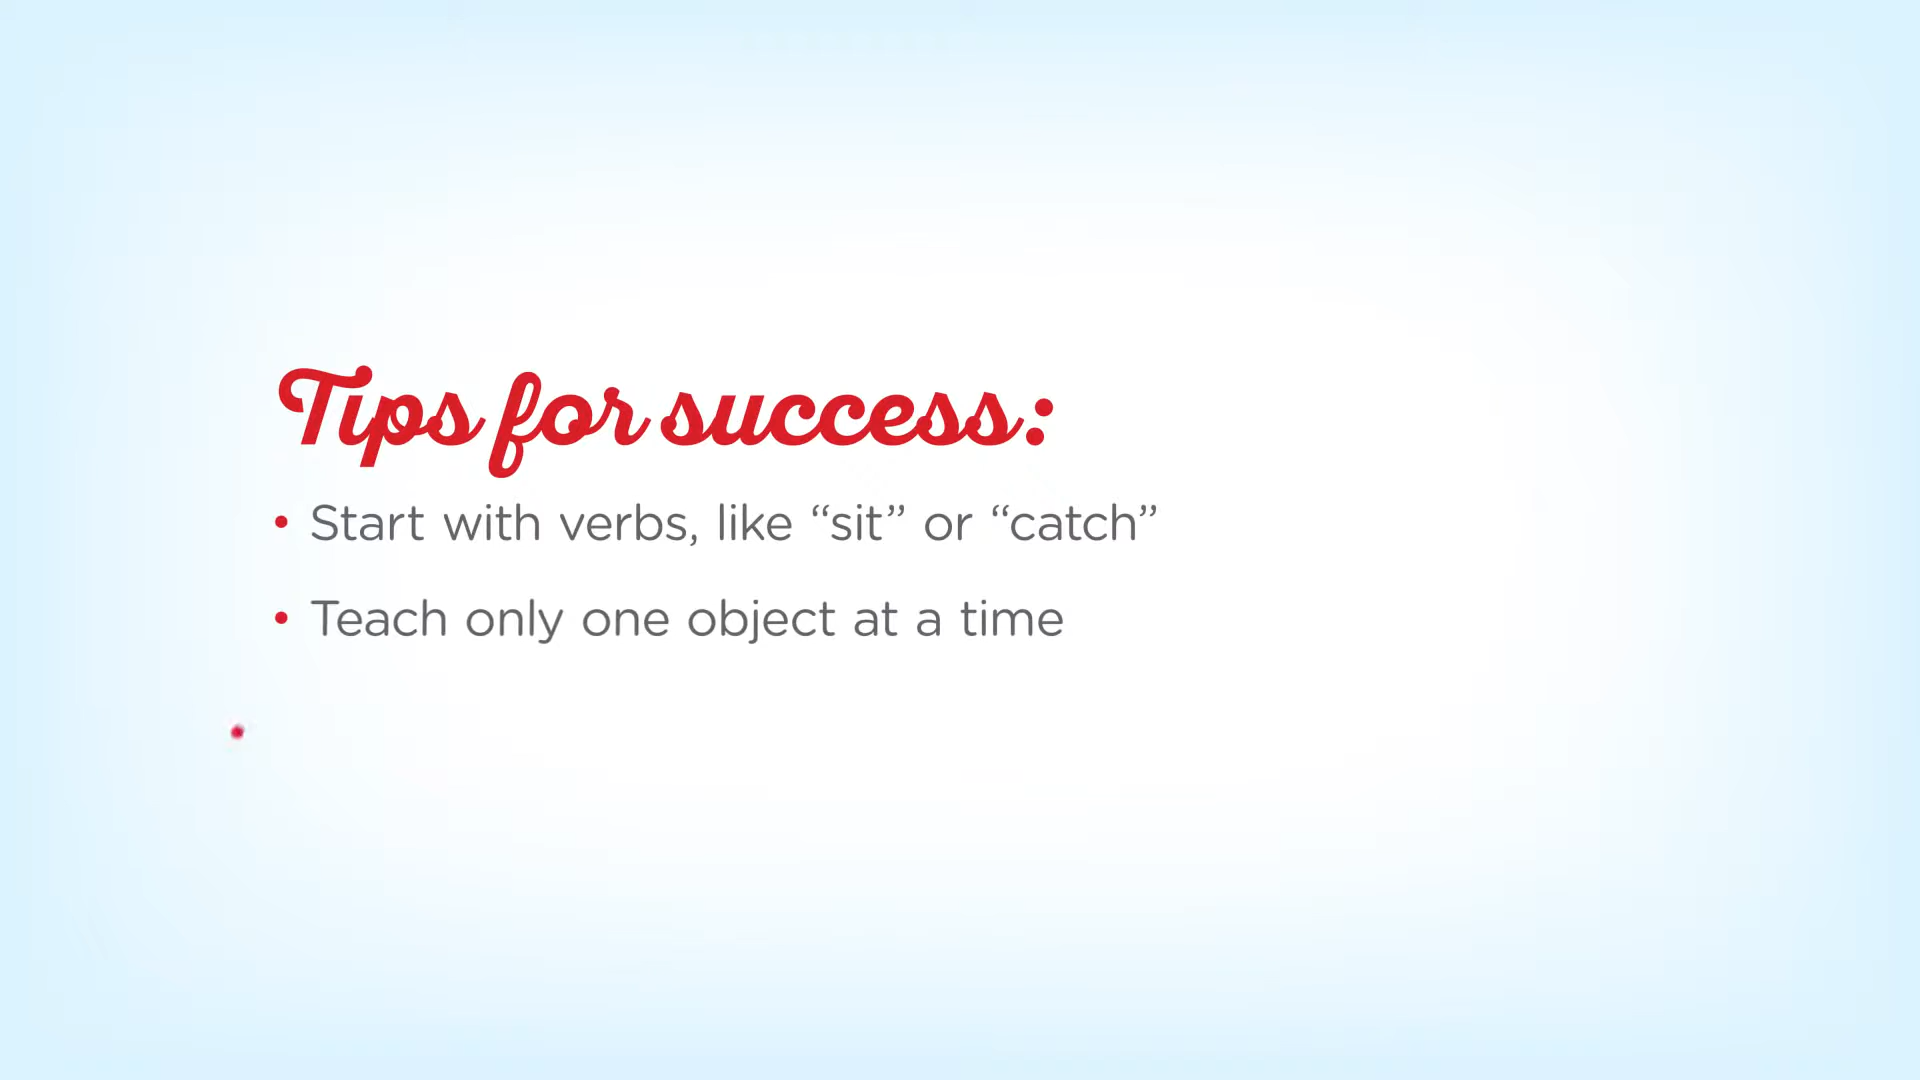 Tips for success:
• Start with verbs, like “sit” or “catch”
• Teach only one object at a time
•